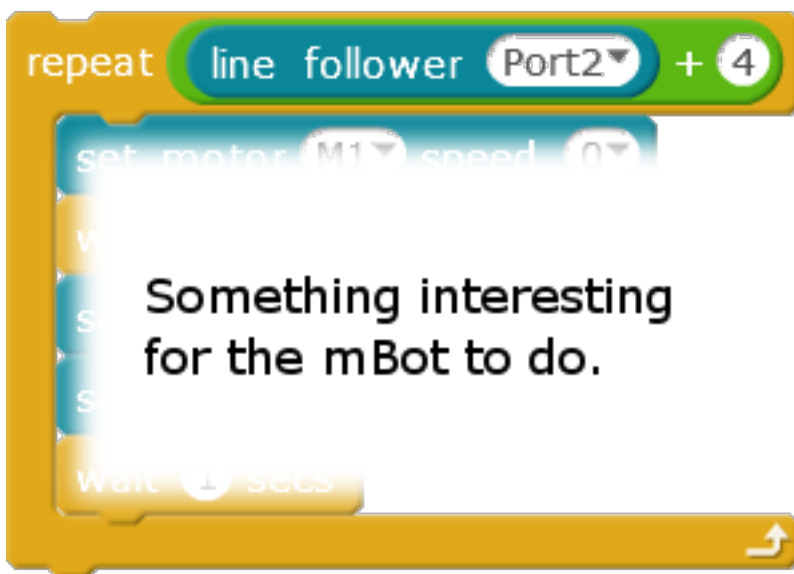 repeat line follower Port2 + 4
set motor M1 speed 0
Something interesting
for the mBot to do.
wait 1 secs